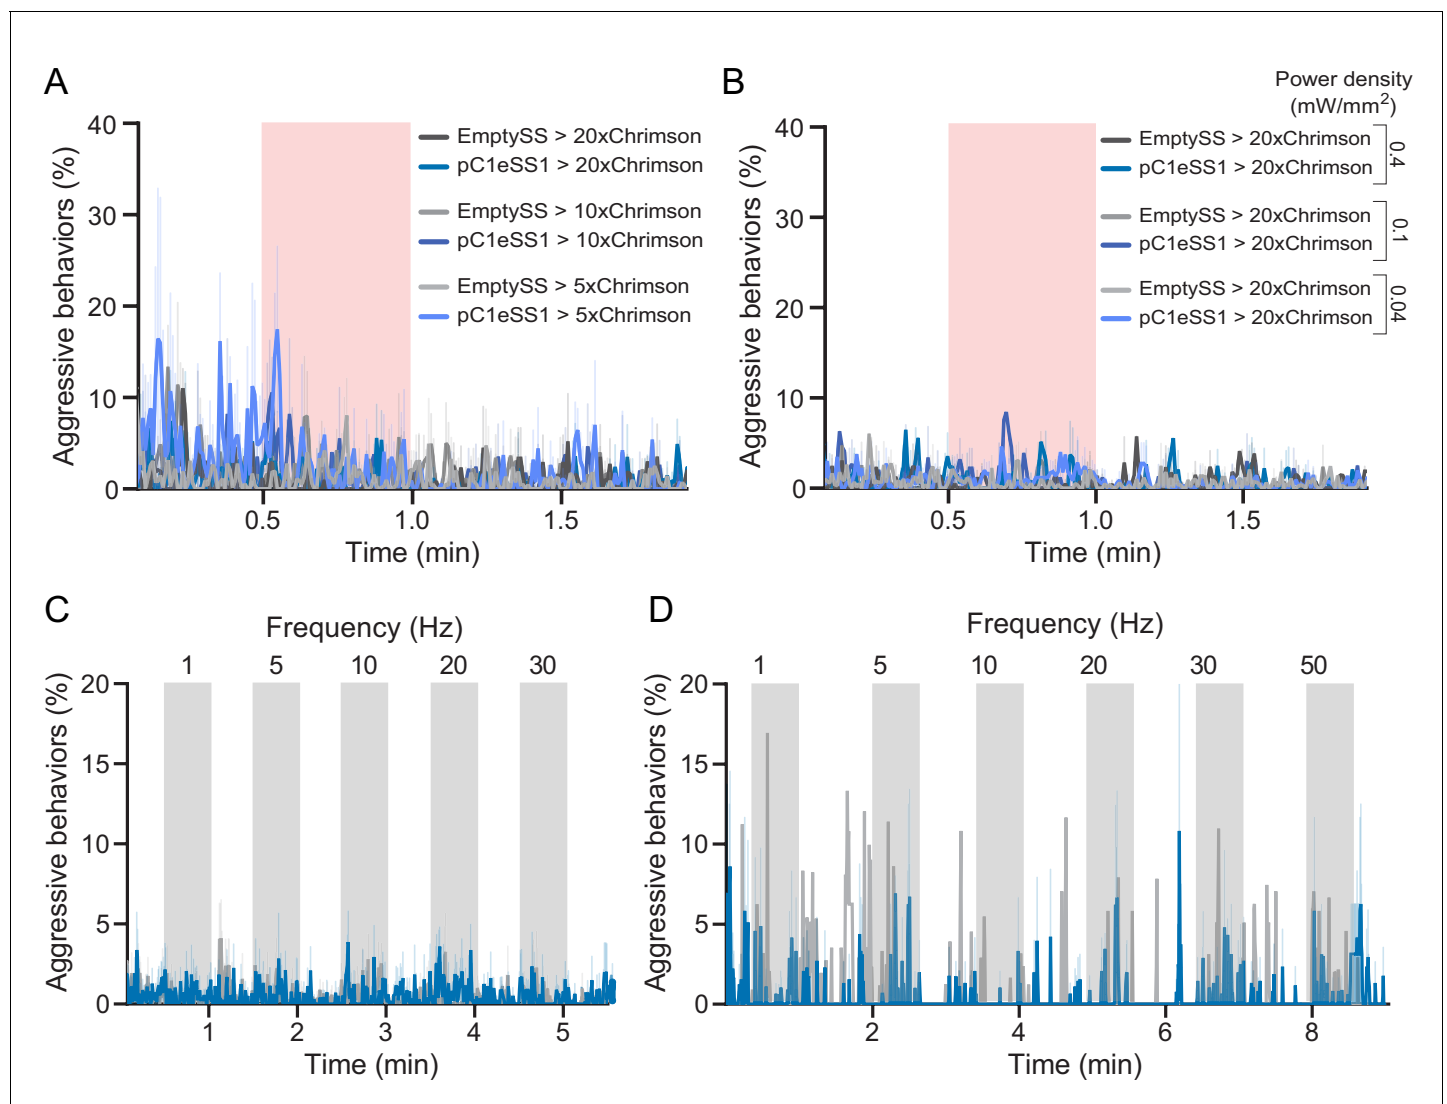 A
Aggressive behaviors (%)
40
30
20
10
0
0.5
1.0
1.5
Time (min)
EmptySS > 20xChrimson
pC1eSS1 > 20xChrimson
EmptySS > 10xChrimson
pC1eSS1 > 10xChrimson
EmptySS > 5xChrimson
pC1eSS1 > 5xChrimson
B
Power density
(mW/mm²)
Aggressive behaviors (%)
40
30
20
10
0
0.5
1.0
1.5
Time (min)
EmptySS > 20xChrimson
pC1eSS1 > 20xChrimson
0.4
EmptySS > 20xChrimson
pC1eSS1 > 20xChrimson
0.1
EmptySS > 20xChrimson
pC1eSS1 > 20xChrimson
0.04
C
Frequency (Hz)
1 5 10 20 30
Aggressive behaviors (%)
20
15
10
5
0
1 2 3 4 5
Time (min)
D
Frequency (Hz)
1 5 10 20 30 50
Aggressive behaviors (%)
20
15
10
5
0
2 4 6 8
Time (min)